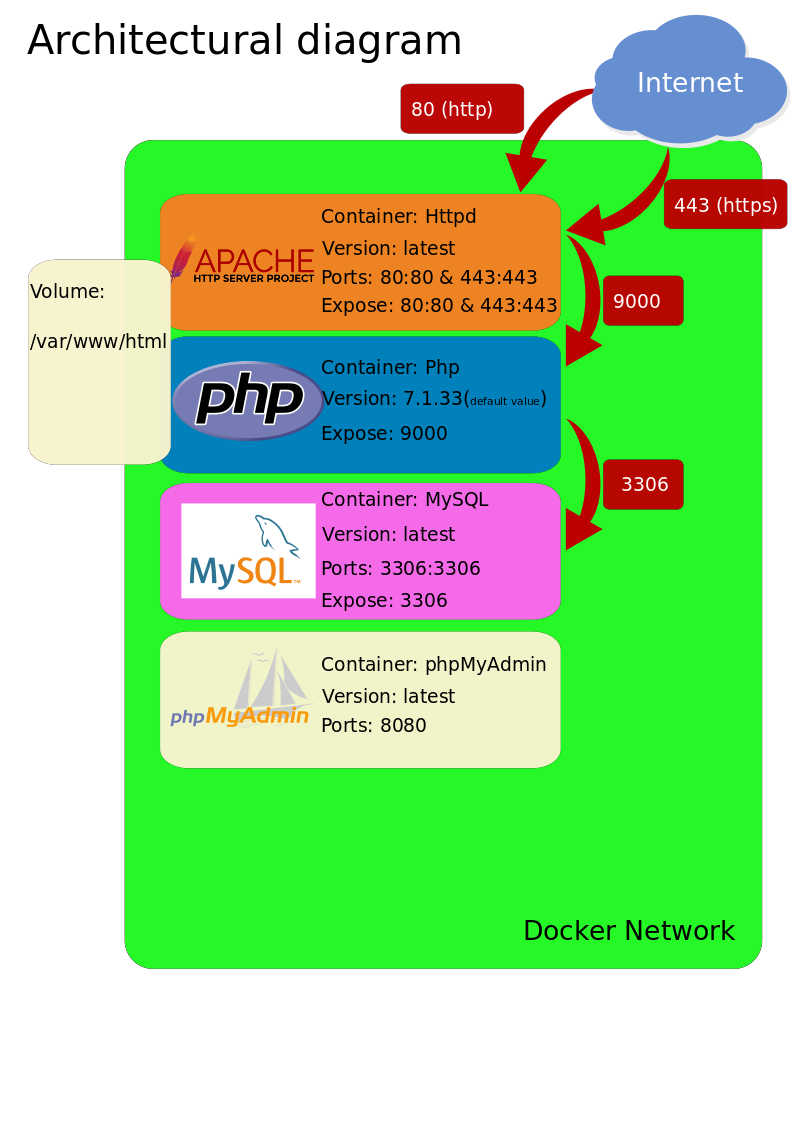 Architectural diagram
Internet
80 (http)
443 (https)
Container: Httpd
Version: latest
Ports: 80:80 & 443:443
Expose: 80:80 & 443:443
APACHE
HTTP SERVER PROJECT
9000
Volume:
/var/www/html
php
Container: Php
Version: 7.1.33(default value)
Expose: 9000
3306
MySQL™
Container: MySQL
Version: latest
Ports: 3306:3306
Expose: 3306
phpMyAdmin
Container: phpMyAdmin
Version: latest
Ports: 8080
Docker Network